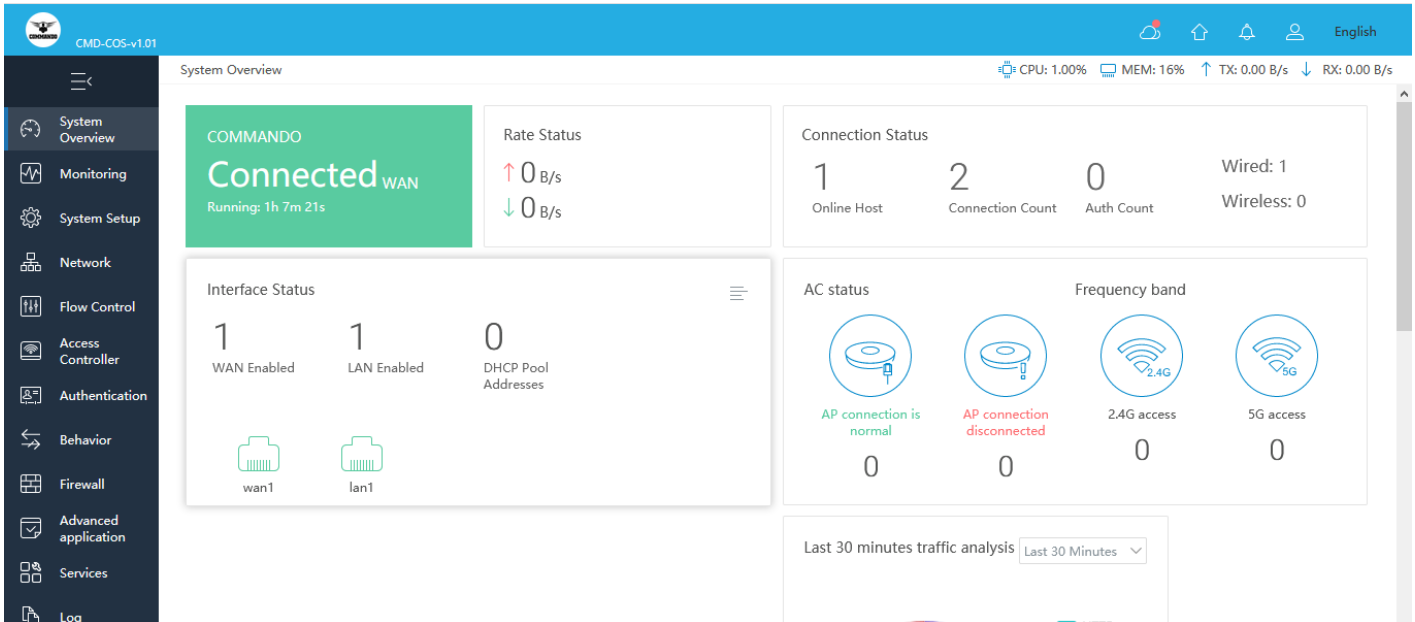 COMMANDO
CMD-COS-v1.01
English
System Overview
CPU: 1.00% MEM: 16% TX: 0.00 B/s RX: 0.00 B/s
System
Overview
Monitoring
System Setup
Network
Flow Control
Access
Controller
Authentication
Behavior
Firewall
Advanced
application
Services
Log
COMMANDO
Connected WAN
Running: 1h 7m 21s
Rate Status
↑ 0 B/s
↓ 0 B/s
Connection Status
1
Online Host
2
Connection Count
0
Auth Count
Wired: 1
Wireless: 0
Interface Status
1
WAN Enabled
1
LAN Enabled
0
DHCP Pool
Addresses
wan1
lan1
AC status
AP connection is
normal
0
AP connection
disconnected
0
Frequency band
2.4G
2.4G access
0
5G
5G access
0
Last 30 minutes traffic analysis
Last 30 Minutes